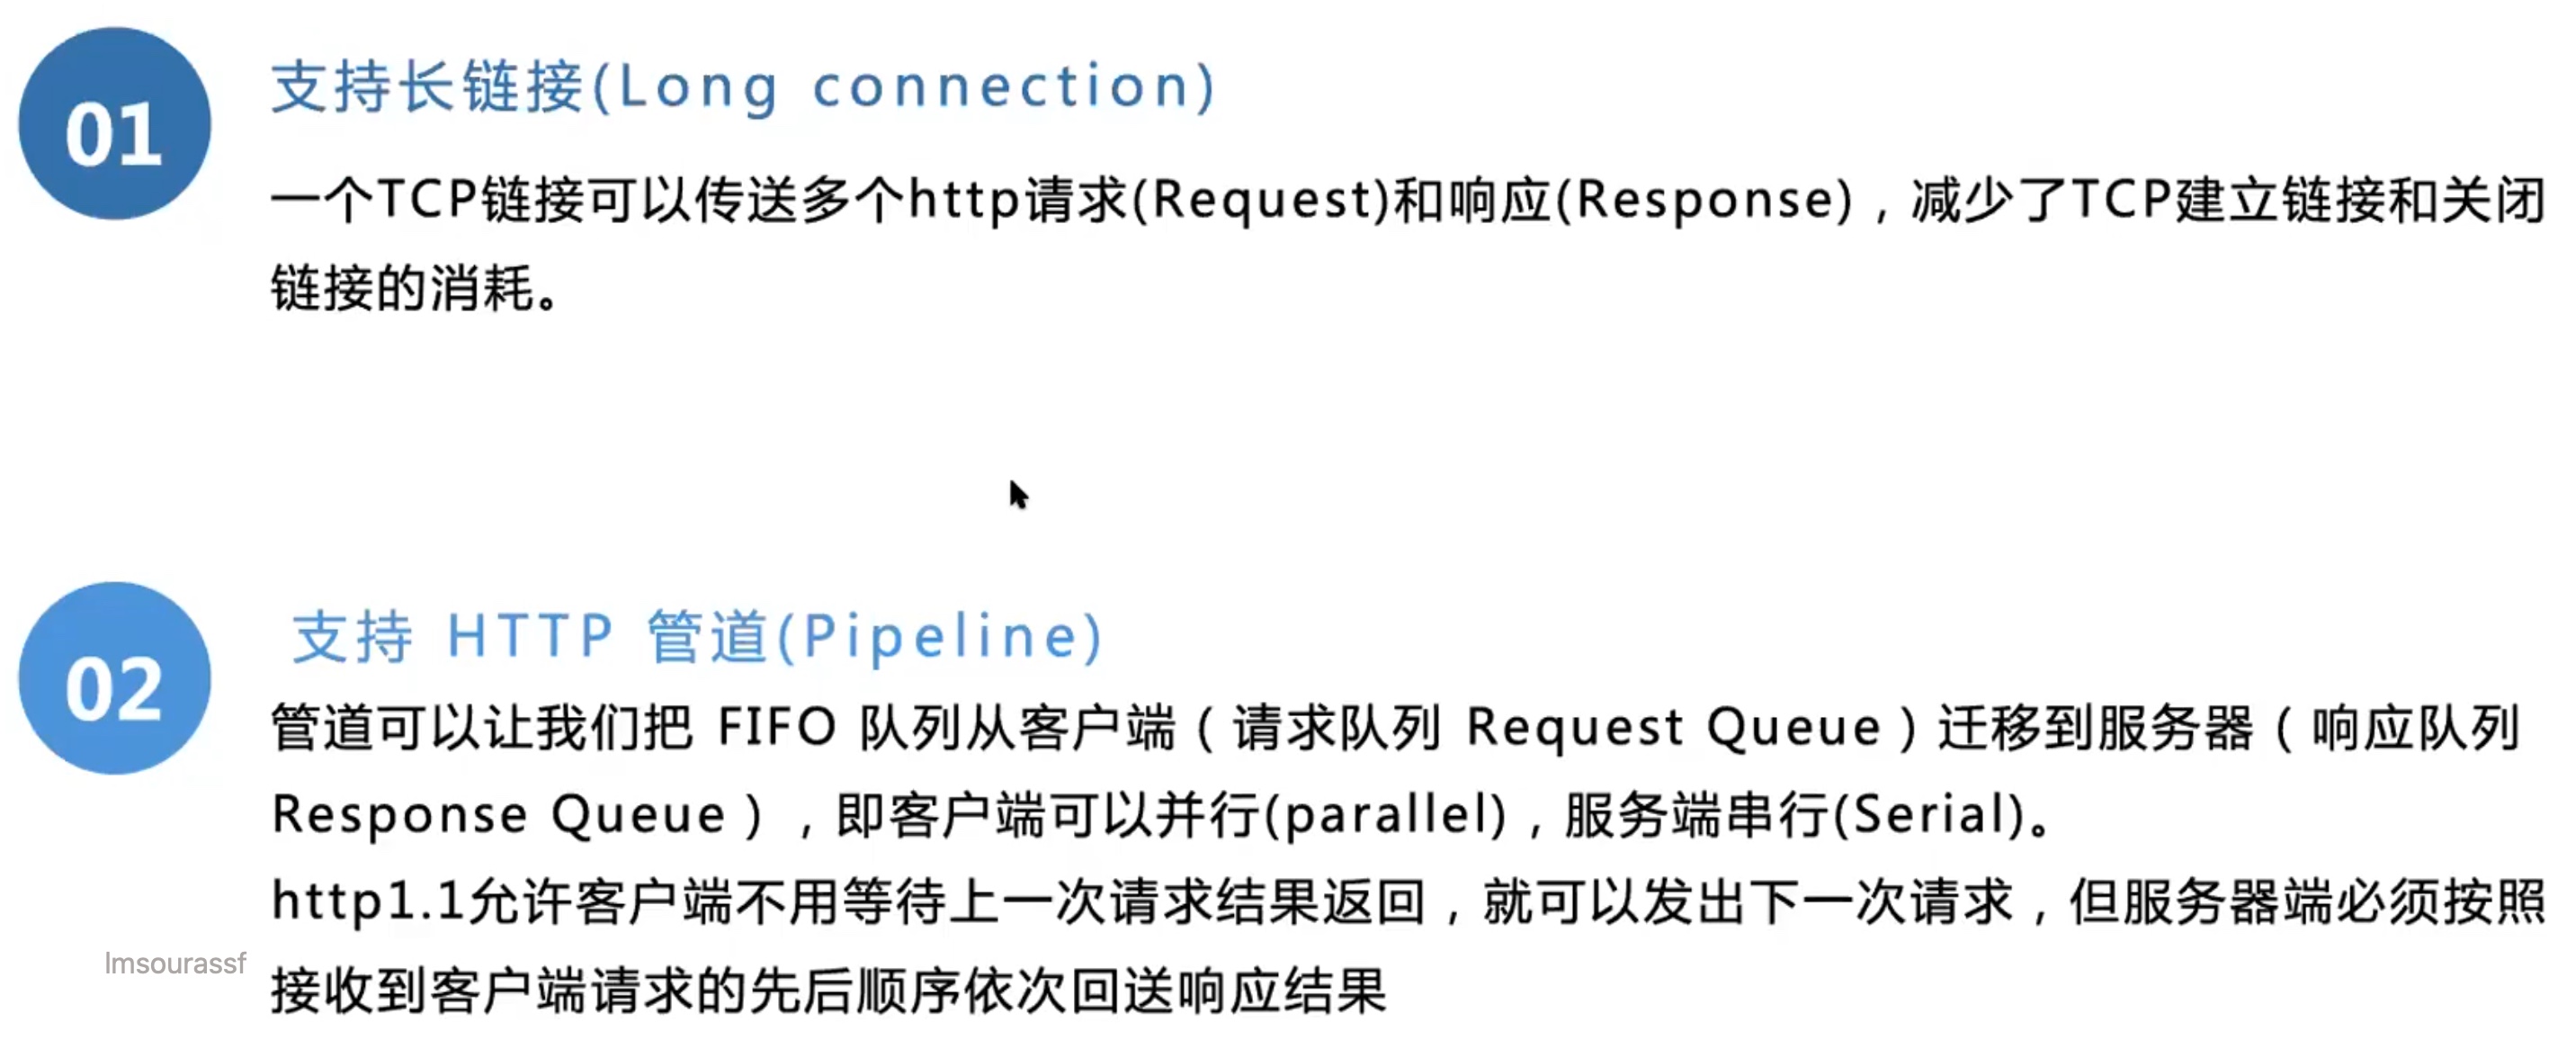 01
支持长链接(Long connection)
一个TCP链接可以传送多个http请求(Request)和响应(Response)，减少了TCP建立链接和关闭
链接的消耗。
02
支持 HTTP 管道(Pipeline)
管道可以让我们把 FIFO 队列从客户端（请求队列 Request Queue）迁移到服务器（响应队列
Response Queue），即客户端可以并行(parallel)，服务端串行(Serial)。
http1.1允许客户端不用等待上一次请求结果返回，就可以发出下一次请求，但服务器端必须按照
接收到客户端请求的先后顺序依次回送响应结果
lmsourassf